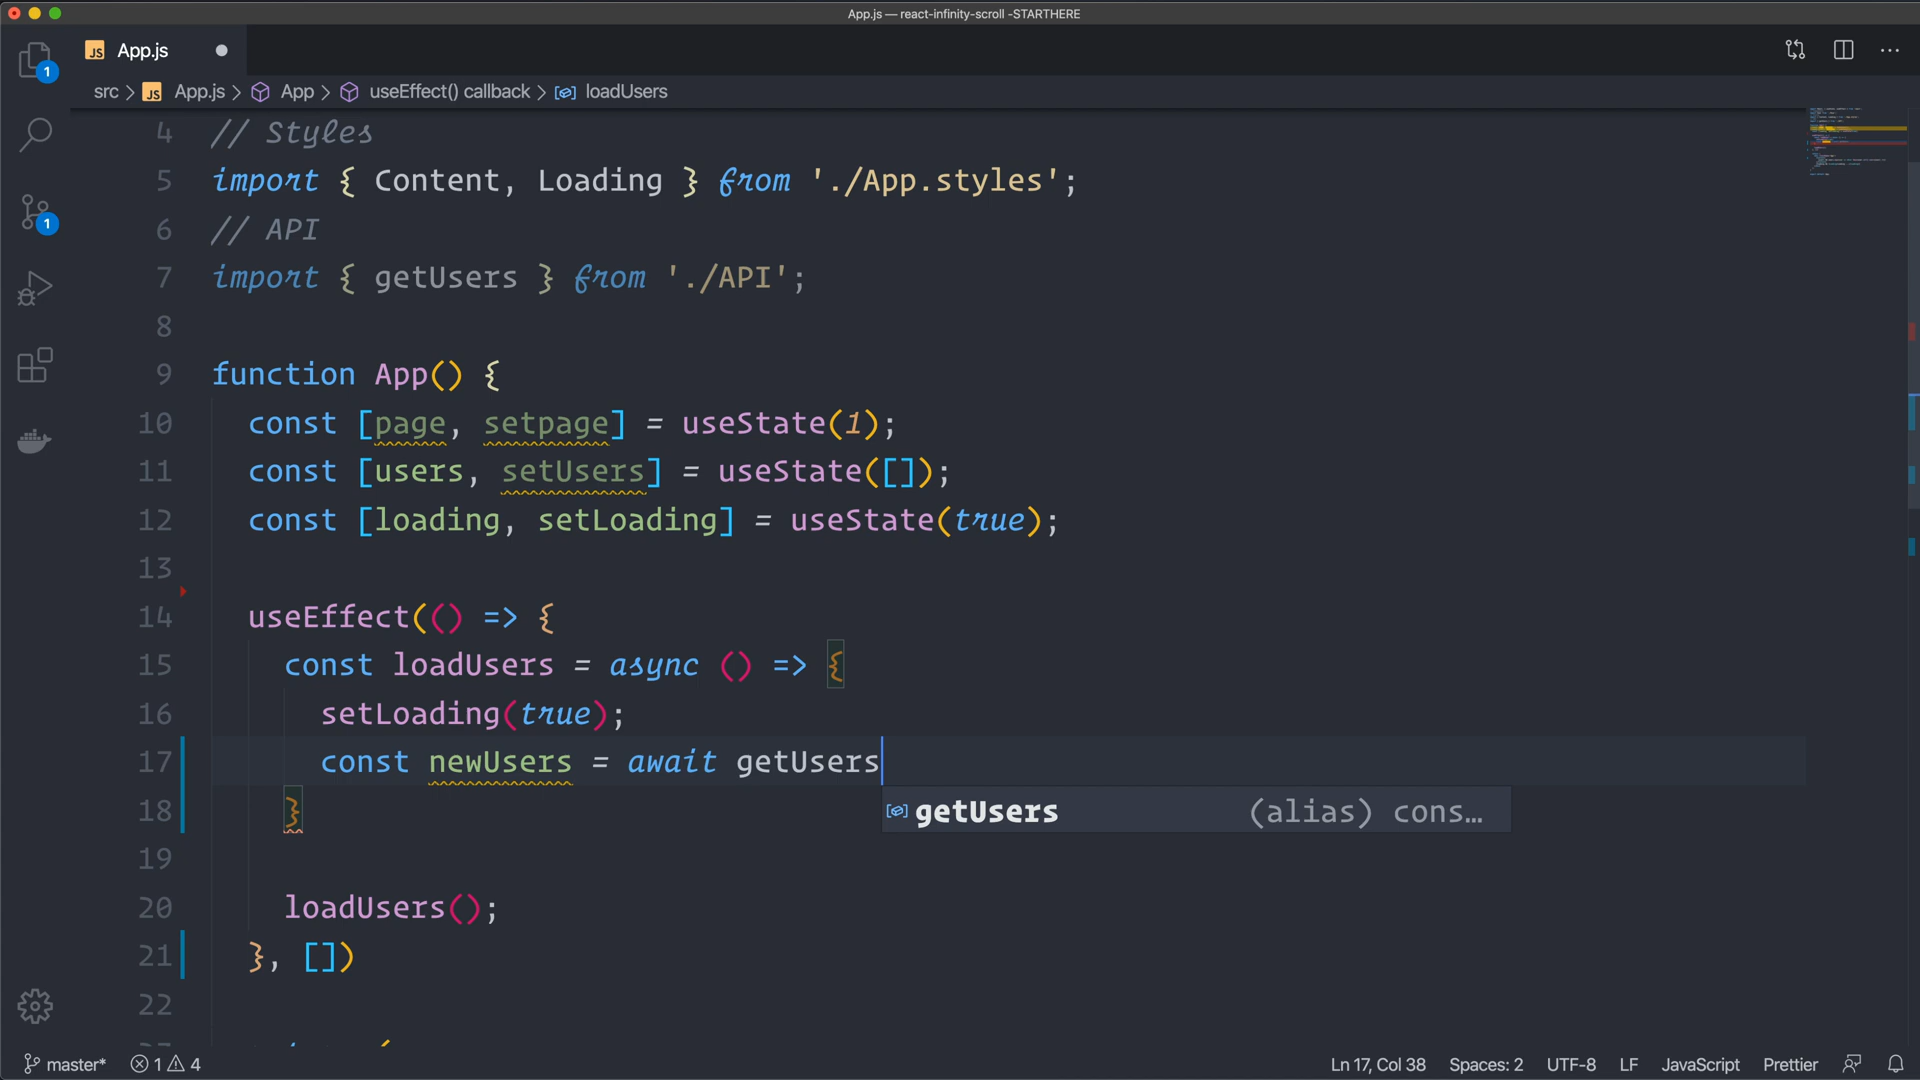 App.js — react-infinity-scroll -STARTHERE
JS App.js
1
src > JS App.js > App > useEffect() callback > loadUsers
4 // Styles
5 import { Content, Loading } from './App.styles';
6 // API
7 import { getUsers } from './API';
8
9 function App() {
10 const [page, setpage] = useState(1);
11 const [users, setUsers] = useState([]);
12 const [loading, setLoading] = useState(true);
13
14 useEffect(() => {
15 const loadUsers = async () => {
16 setLoading(true);
17 const newUsers = await getUsers
18 }
getUsers (alias) cons…
19
20 loadUsers();
21 }, [])
22
1
master* 1 4 Ln 17, Col 38 Spaces: 2 UTF-8 LF JavaScript Prettier